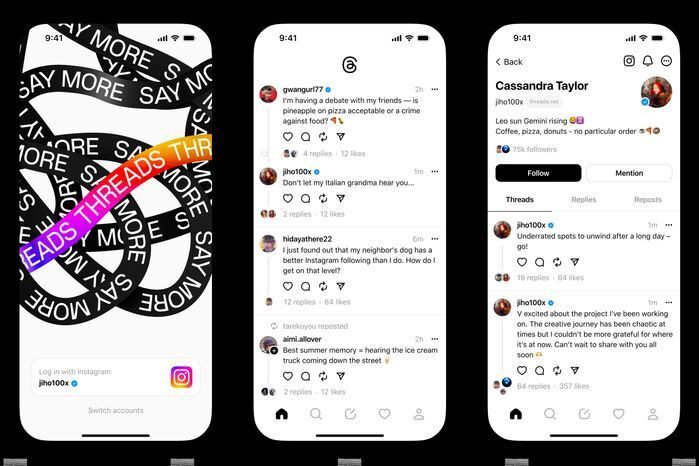 9:41
SAY MORE
SAY MORE
SAY MORE
THREADS THREADS THR
SAY MORE
SAY MORE
SAY MORE
Log in with Instagram
jiho100x
Switch accounts
9:41
gwangurl77 2h
I'm having a debate with my friends — is
pineapple on pizza acceptable or a crime
against food? 🍕🍍
4 replies · 12 likes
jiho100x 1m
Don't let my Italian grandma hear you...
2 replies · 12 likes
hidayathere22 6m
I just found out that my neighbor's dog has a
better Instagram following than I do. How do I
get on that level?
12 replies · 64 likes
tarekoyou reposted
aimi.allover 2h
Best summer memory = hearing the ice cream
truck coming down the street 🍦
2 replies · 12 likes
9:41
Back
Cassandra Taylor
jiho100x threads.net
Leo sun Gemini rising
Coffee, pizza, donuts - no particular order ☕🍕🍩
75k followers
Follow
Mention
Threads
Replies
Reposts
jiho100x 1m
Underrated spots to unwind after a long day –
go!
19 replies · 64 likes
jiho100x 1m
V excited about the project I've been working
on. The creative journey has been chaotic at
times but I couldn't be more grateful for where
it's at now. Can't wait to share with you all
soon 🫶
64 replies · 357 likes